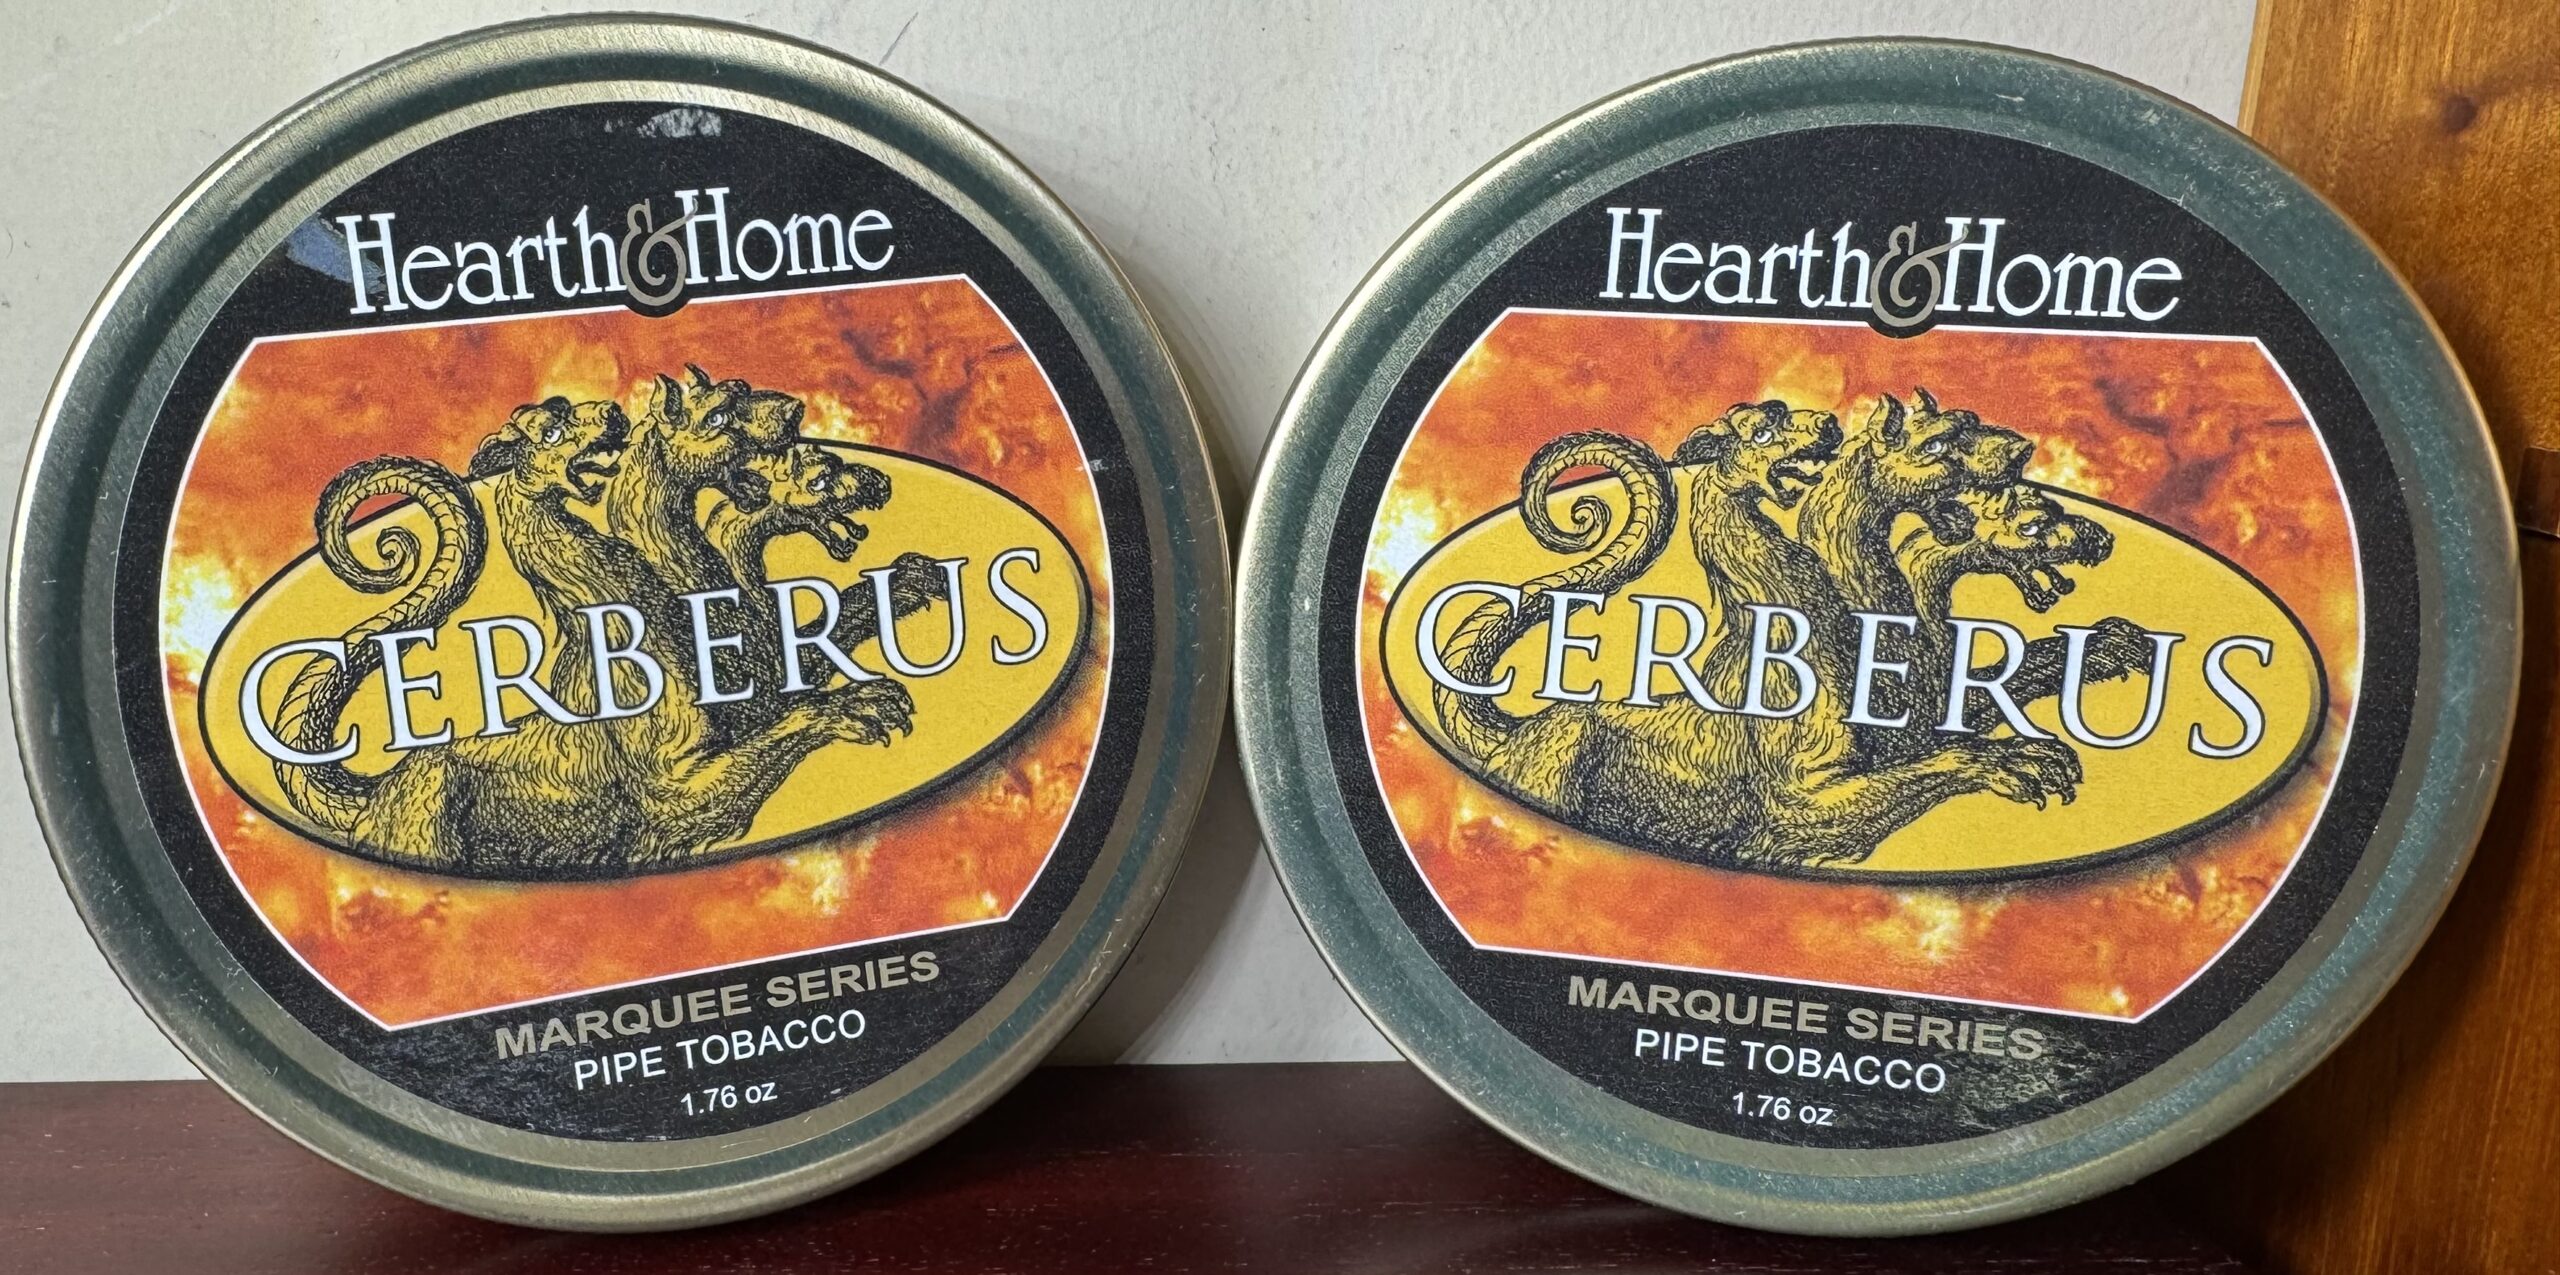 Hearth & Home
CERBERUS
MARQUEE SERIES
PIPE TOBACCO
1.76 oz
Hearth & Home
CERBERUS
MARQUEE SERIES
PIPE TOBACCO
1.76 oz